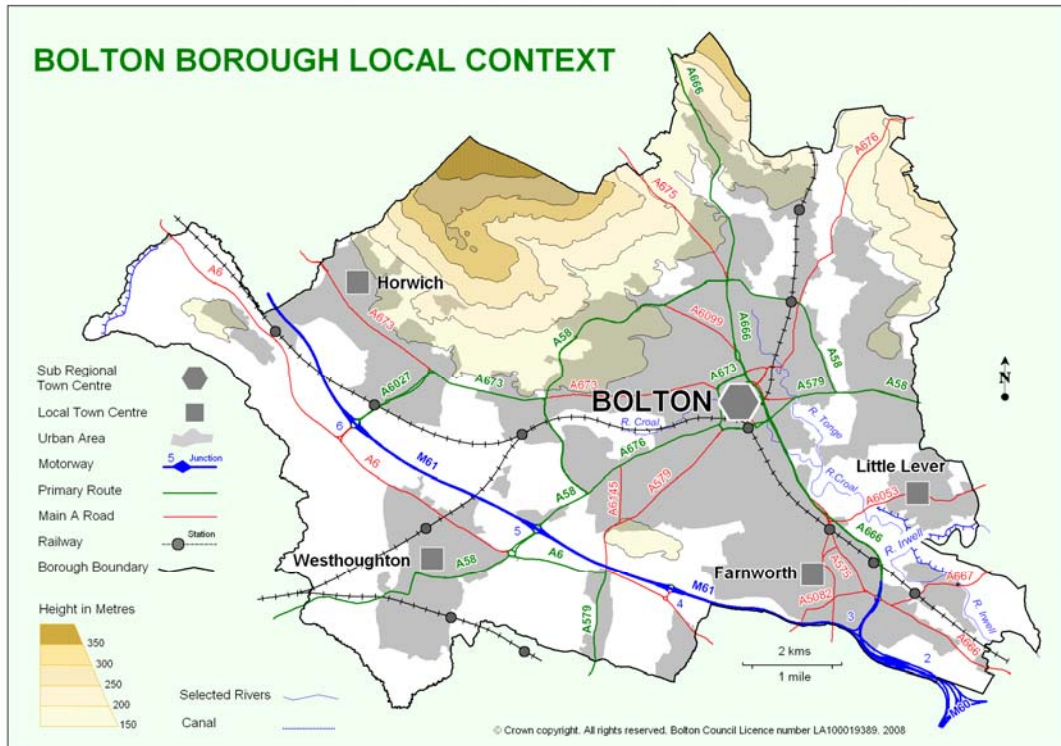 BOLTON BOROUGH LOCAL CONTEXT
A666
A676
A675
A6
Horwich
A673
A58
A6099
A666
A6027
A673
A673
A673
A58
A579
A58
BOLTON
R. Croal
R. Tonge
6
M61
A6
A676
A579
A6145
R.Croal
Little Lever
A6053
A58
5
A666
R. Irwell
Westhoughton
A58
A6
M61
Farnworth
A575
A667
A5082
R. Irwell
4
A579
3
A666
2
M60
N
2 kms
1 mile
Sub Regional
Town Centre
Local Town Centre
Urban Area
Motorway
5 Junction
Primary Route
Main A Road
Railway
Station
Borough Boundary
Height in Metres
350
300
250
200
150
Selected Rivers
Canal
© Crown copyright. All rights reserved. Bolton Council Licence number LA100019389. 2008